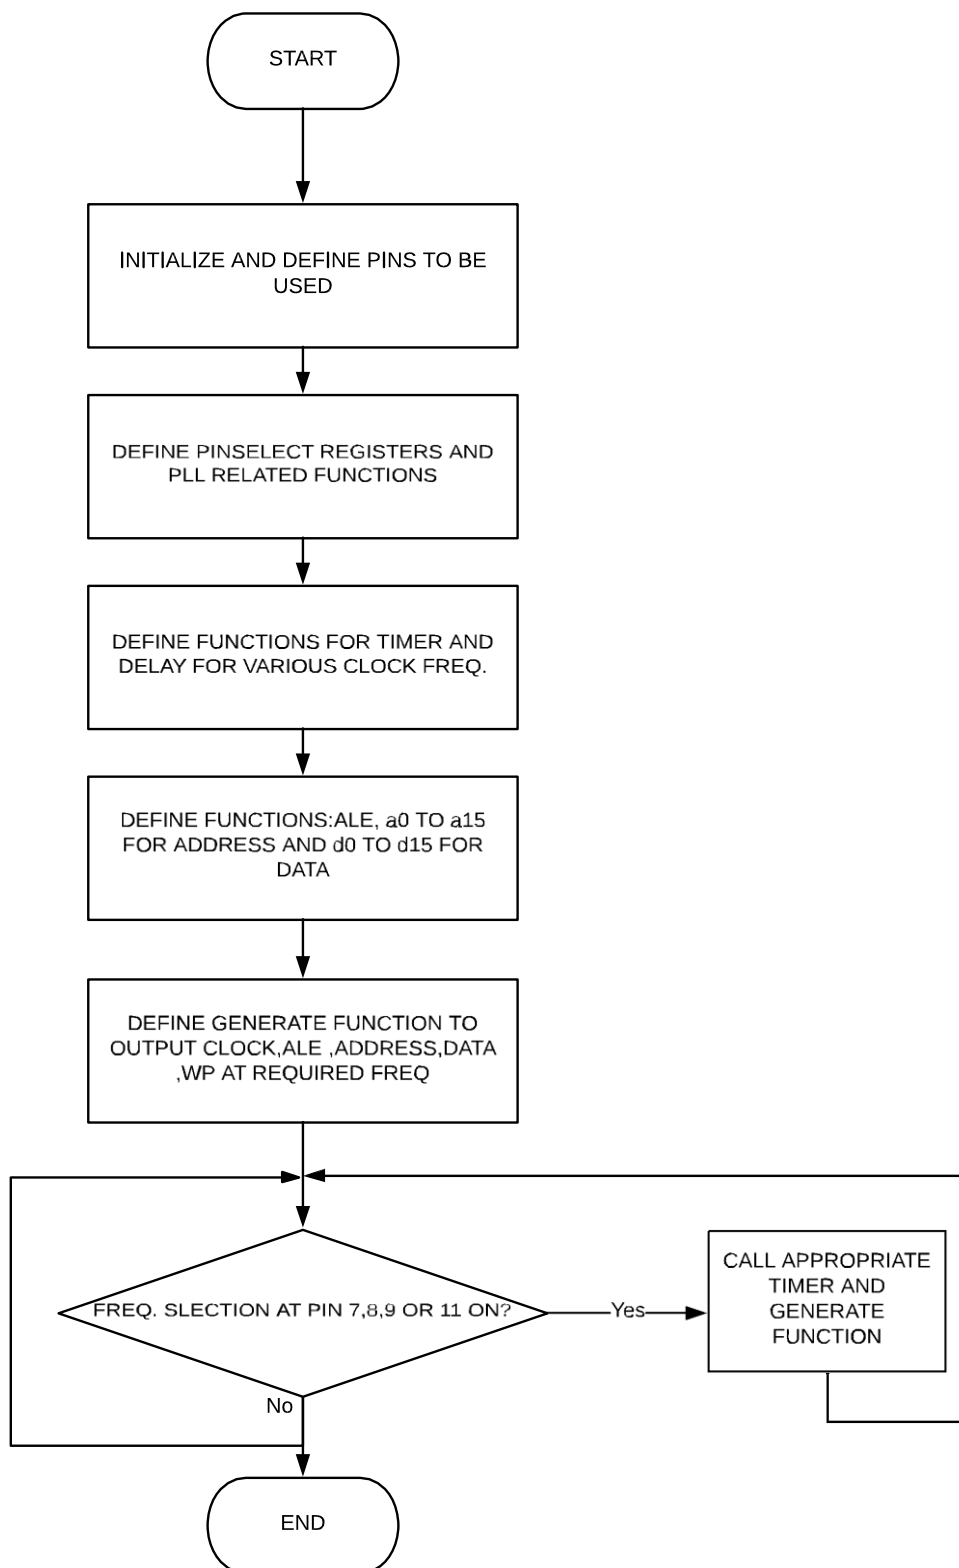 START
INITIALIZE AND DEFINE PINS TO BE
USED
DEFINE PINSELECT REGISTERS AND
PLL RELATED FUNCTIONS
DEFINE FUNCTIONS FOR TIMER AND
DELAY FOR VARIOUS CLOCK FREQ.
DEFINE FUNCTIONS:ALE, a0 TO a15
FOR ADDRESS AND d0 TO d15 FOR
DATA
DEFINE GENERATE FUNCTION TO
OUTPUT CLOCK,ALE ,ADDRESS,DATA
,WP AT REQUIRED FREQ
FREQ. SLECTION AT PIN 7,8,9 OR 11 ON?
Yes
CALL APPROPRIATE
TIMER AND
GENERATE
FUNCTION
No
END